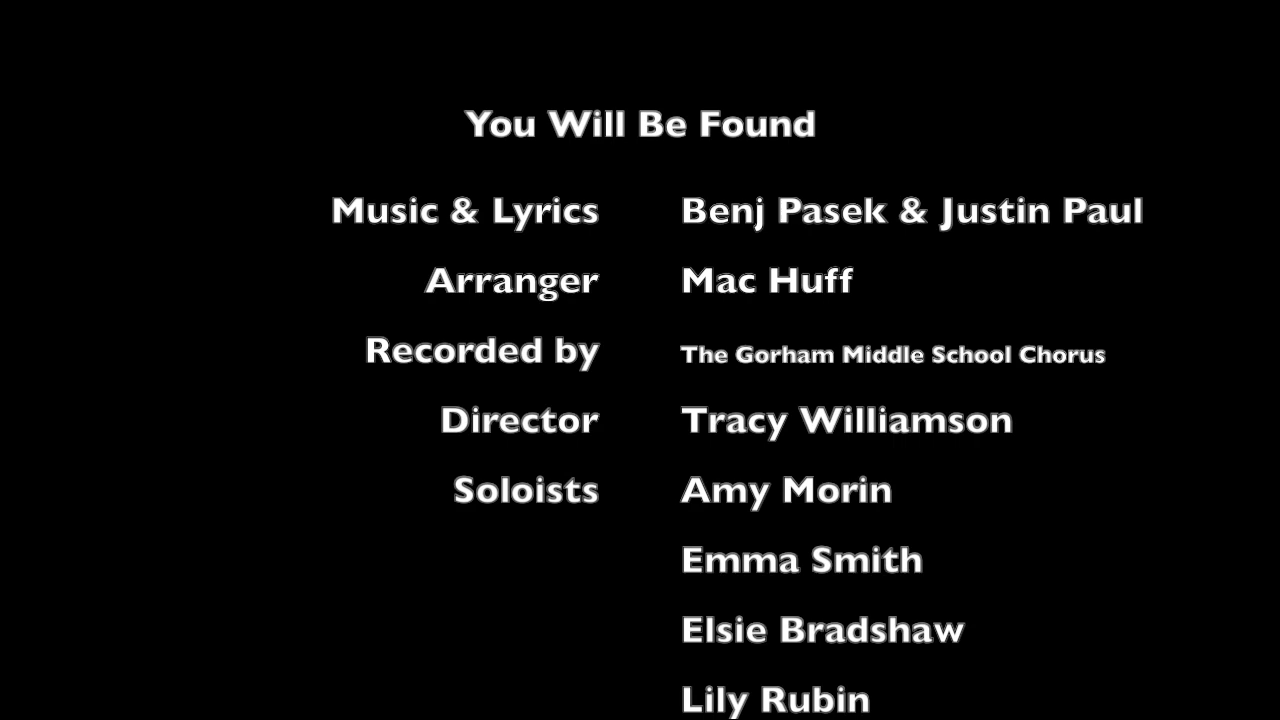 You Will Be Found
Music & Lyrics Benj Pasek & Justin Paul
Arranger Mac Huff
Recorded by The Gorham Middle School Chorus
Director Tracy Williamson
Soloists Amy Morin
Emma Smith
Elsie Bradshaw
Lily Rubin